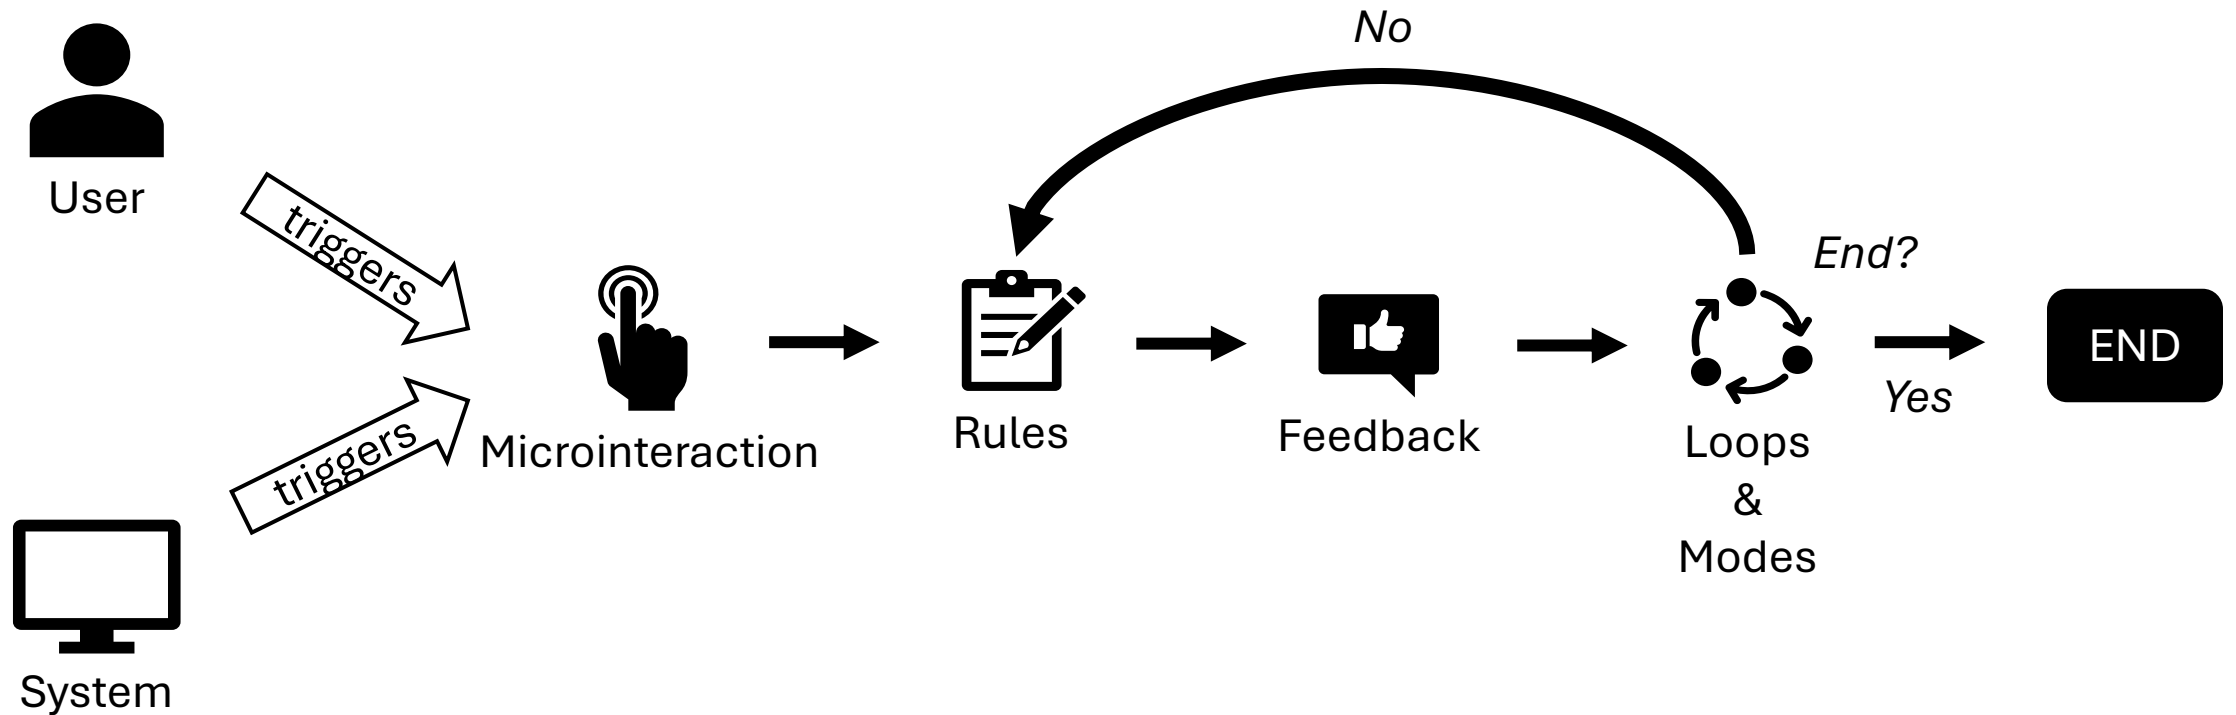 User
triggers
triggers
System
Microinteraction
Rules
Feedback
Loops
&
Modes
No
End?
Yes
END